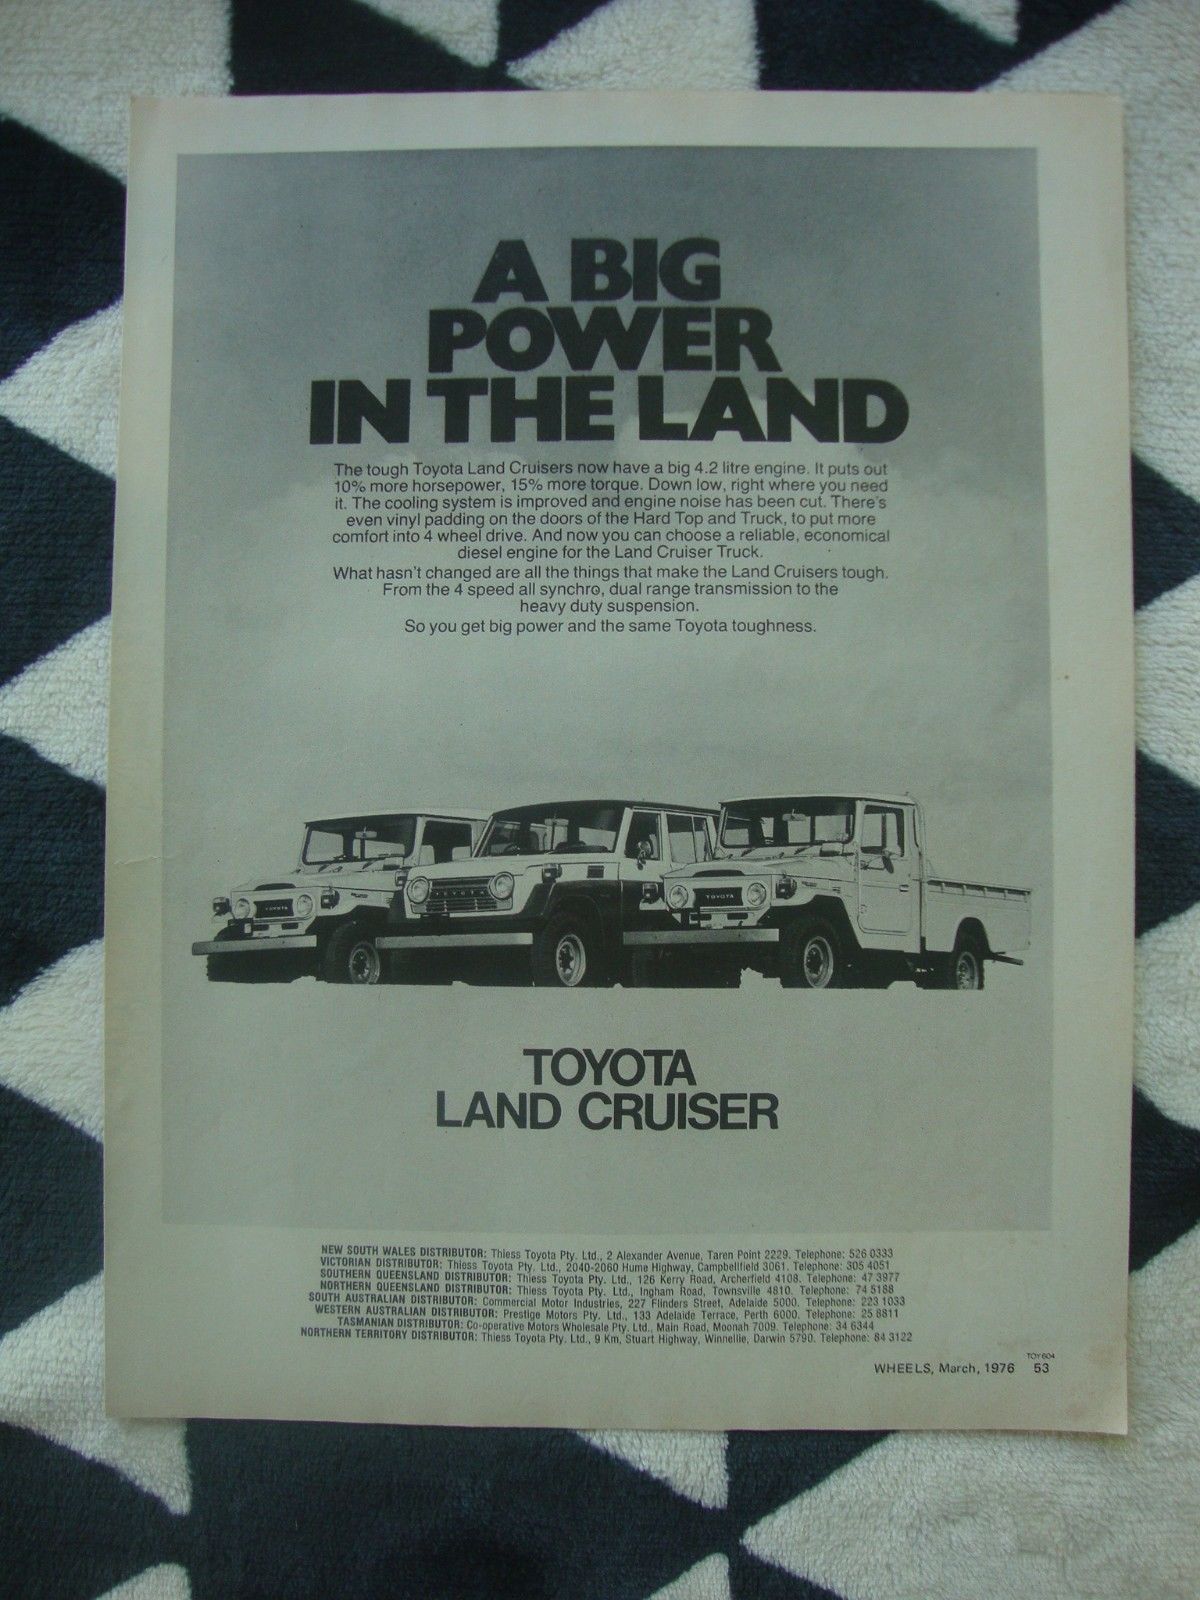 A BIG
POWER
IN THE LAND
The tough Toyota Land Cruisers now have a big 4.2 litre engine. It puts out
10% more horsepower, 15% more torque. Down low, right where you need
it. The cooling system is improved and engine noise has been cut. There's
even vinyl padding on the doors of the Hard Top and Truck, to put more
comfort into 4 wheel drive. And now you can choose a reliable, economical
diesel engine for the Land Cruiser Truck.
What hasn't changed are all the things that make the Land Cruisers tough.
From the 4 speed all synchro, dual range transmission to the
heavy duty suspension.
So you get big power and the same Toyota toughness.
TOYOTA
TOYOTA
TOYOTA
TOYOTA
LAND CRUISER
NEW SOUTH WALES DISTRIBUTOR: Thiess Toyota Pty. Ltd., 2 Alexander Avenue, Taren Point 2229. Telephone: 526 0333
VICTORIAN DISTRIBUTOR: Thiess Toyota Pty. Ltd., 2040-2060 Hume Highway, Campbellfield 3061. Telephone: 305 4051
SOUTHERN QUEENSLAND DISTRIBUTOR: Thiess Toyota Pty. Ltd., 126 Kerry Road, Archerfield 4108. Telephone: 47 3977
NORTHERN QUEENSLAND DISTRIBUTOR: Thiess Toyota Pty. Ltd., Ingham Road, Townsville 4810. Telephone: 74 5188
SOUTH AUSTRALIAN DISTRIBUTOR: Commercial Motor Industries, 227 Flinders Street, Adelaide 5000. Telephone: 223 1033
WESTERN AUSTRALIAN DISTRIBUTOR: Prestige Motors Pty. Ltd., 133 Adelaide Terrace, Perth 6000. Telephone: 25 8811
TASMANIAN DISTRIBUTOR: Co-operative Motors Wholesale Pty. Ltd., Main Road, Moonah 7009. Telephone: 34 6344
NORTHERN TERRITORY DISTRIBUTOR: Thiess Toyota Pty. Ltd., 9 Km, Stuart Highway, Winnellie, Darwin 5790. Telephone: 84 3122
TOY604
WHEELS, March, 1976 53